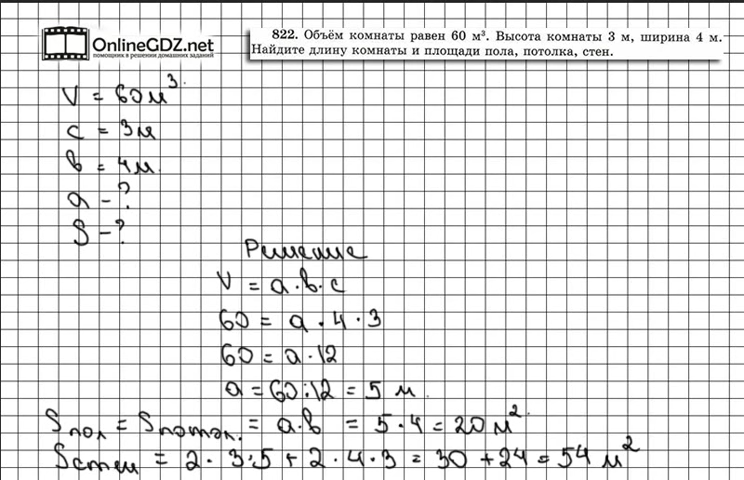 OnlineGDZ.net
помощник в решении домашних заданий
822. Объём комнаты равен 60 м³. Высота комнаты 3 м, ширина 4 м.
Найдите длину комнаты и площади пола, потолка, стен.
V = 60 м³.
c = 3 м
в = 4 м.
a - ?
S - ?
Решение
V = a · в · c
60 = a · 4 · 3
60 = a · 12
a = 60 : 12 = 5 м.
Sпол = Sпотол. = a · в = 5 · 4 = 20 м².
Sстен = 2 · 3 · 5 + 2 · 4 · 3 = 30 + 24 = 54 м²